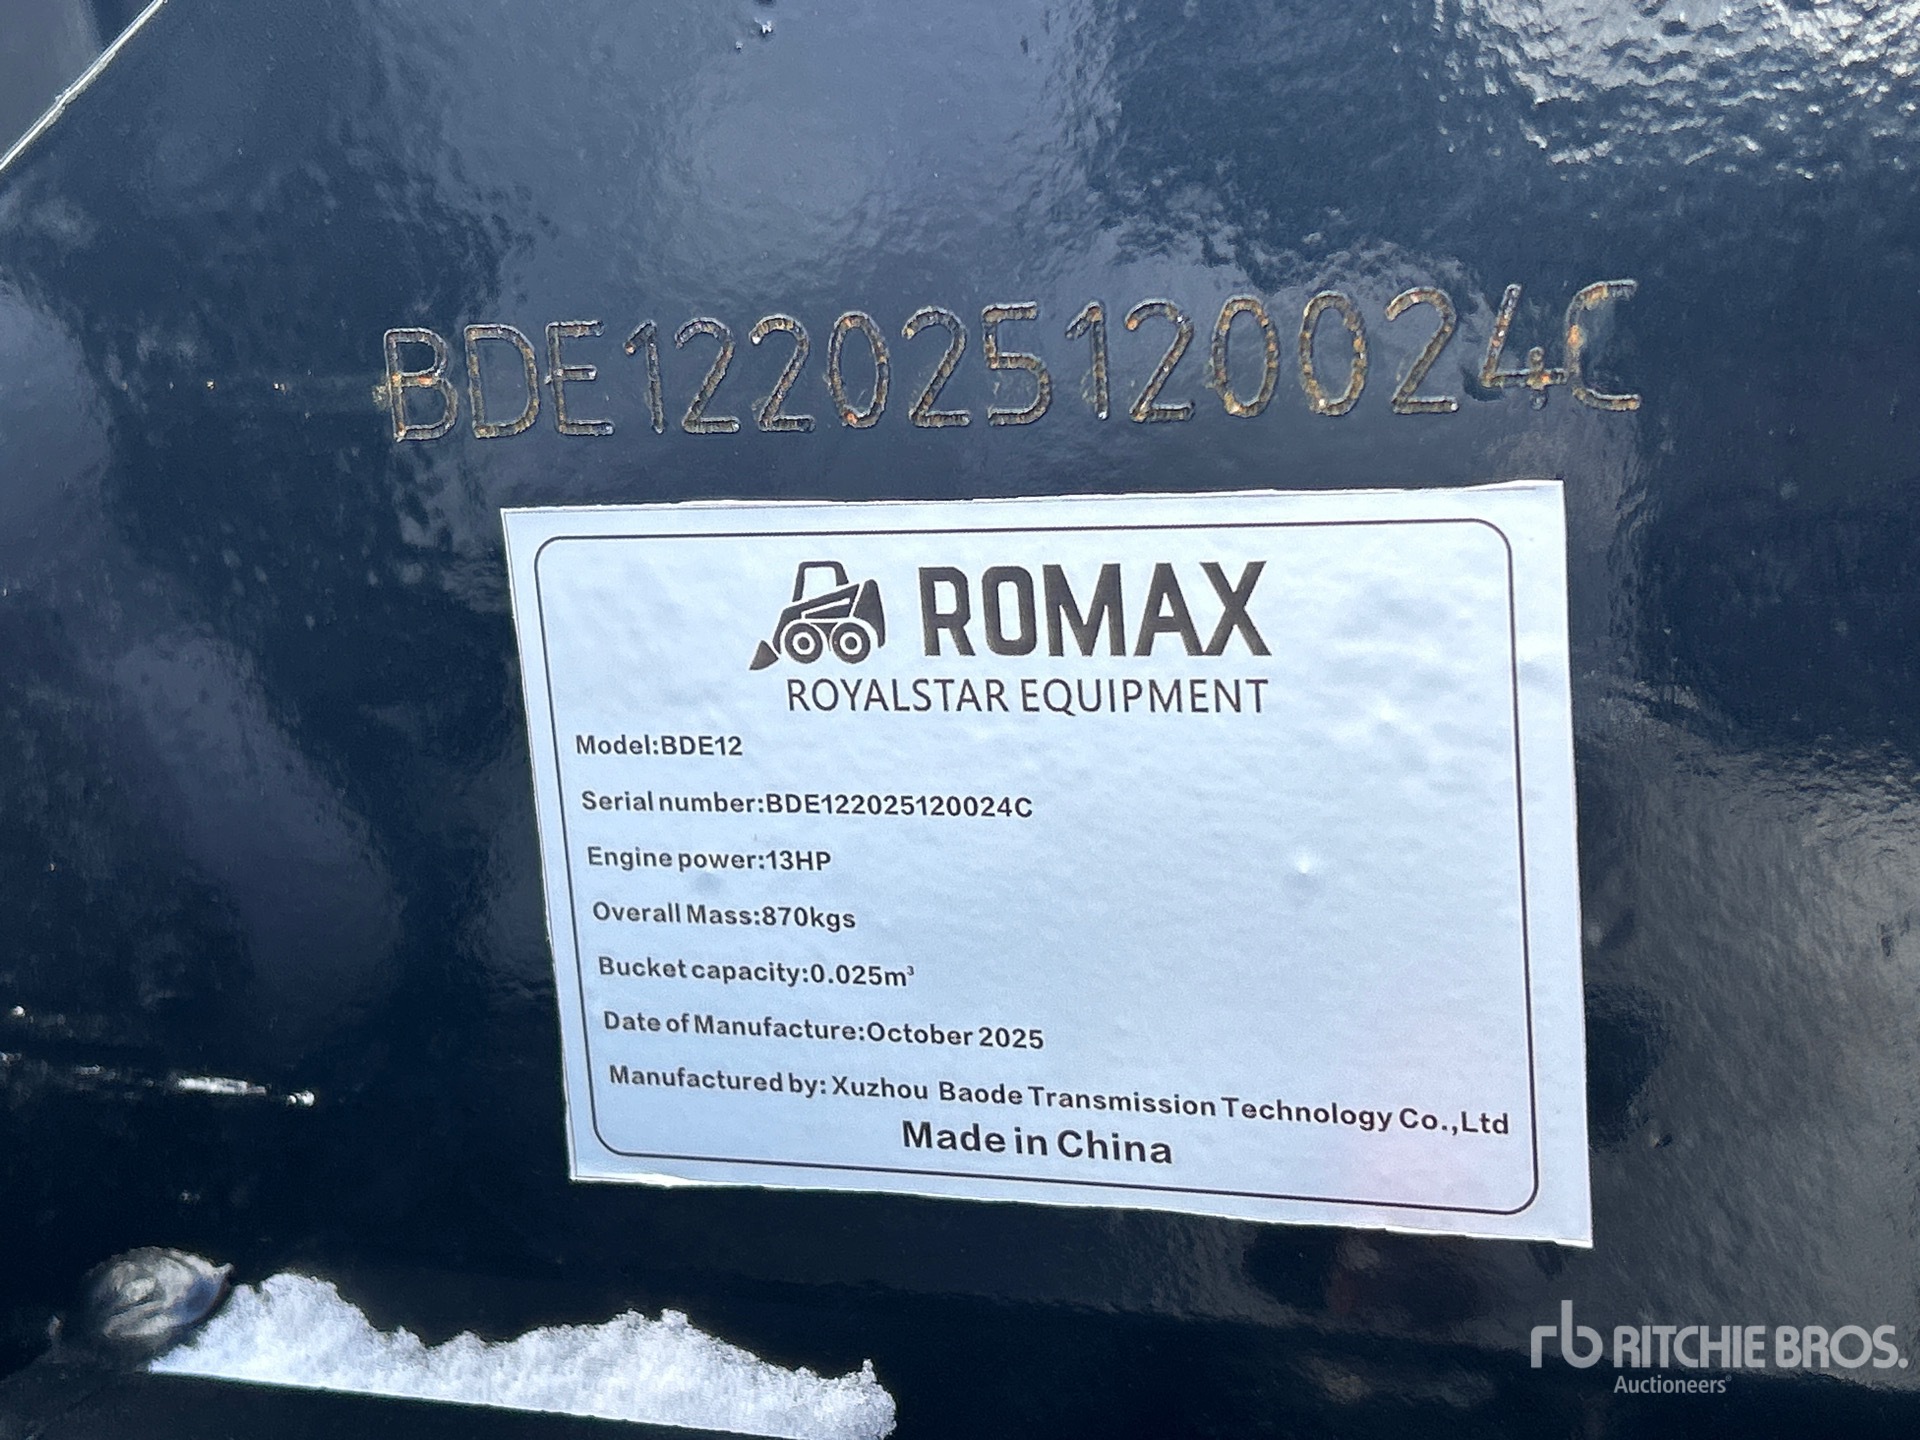 BDE122025120024C
ROMAX
ROYALSTAR EQUIPMENT
Model:BDE12
Serial number:BDE122025120024C
Engine power:13HP
Overall Mass:870kgs
Bucket capacity:0.025m³
Date of Manufacture:October 2025
Manufactured by: Xuzhou Baode Transmission Technology Co.,Ltd
Made in China
rb RITCHIE BROS.
Auctioneers